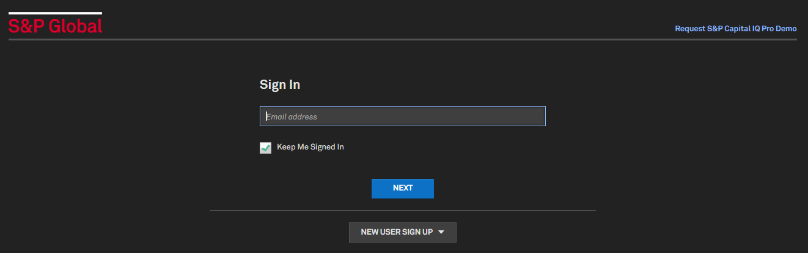 S&P Global
Request S&P Capital IQ Pro Demo
Sign In
Email address
Keep Me Signed In
NEXT
NEW USER SIGN UP